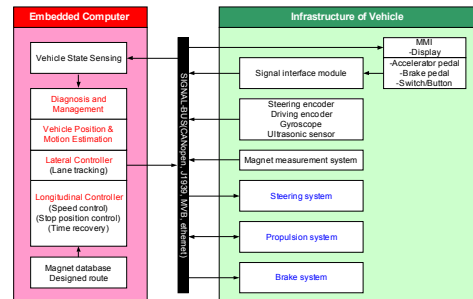 Embedded Computer
Vehicle State Sensing
Diagnosis and
Management
Vehicle Position &
Motion Estimation
Lateral Controller
(Lane tracking)
Longitudinal Controller
(Speed control)
(Stop position control)
(Time recovery)
Magnet database
Designed route
SIGNAL-BUS(CANopen, J1939, MVB, ethernet)
Infrastructure of Vehicle
MMI
-Display
-Accelerator pedal
-Brake pedal
-Switch/Button
Signal interface module
Steering encoder
Driving encoder
Gyroscope
Ultrasonic sensor
Magnet measurement system
Steering system
Propulsion system
Brake system